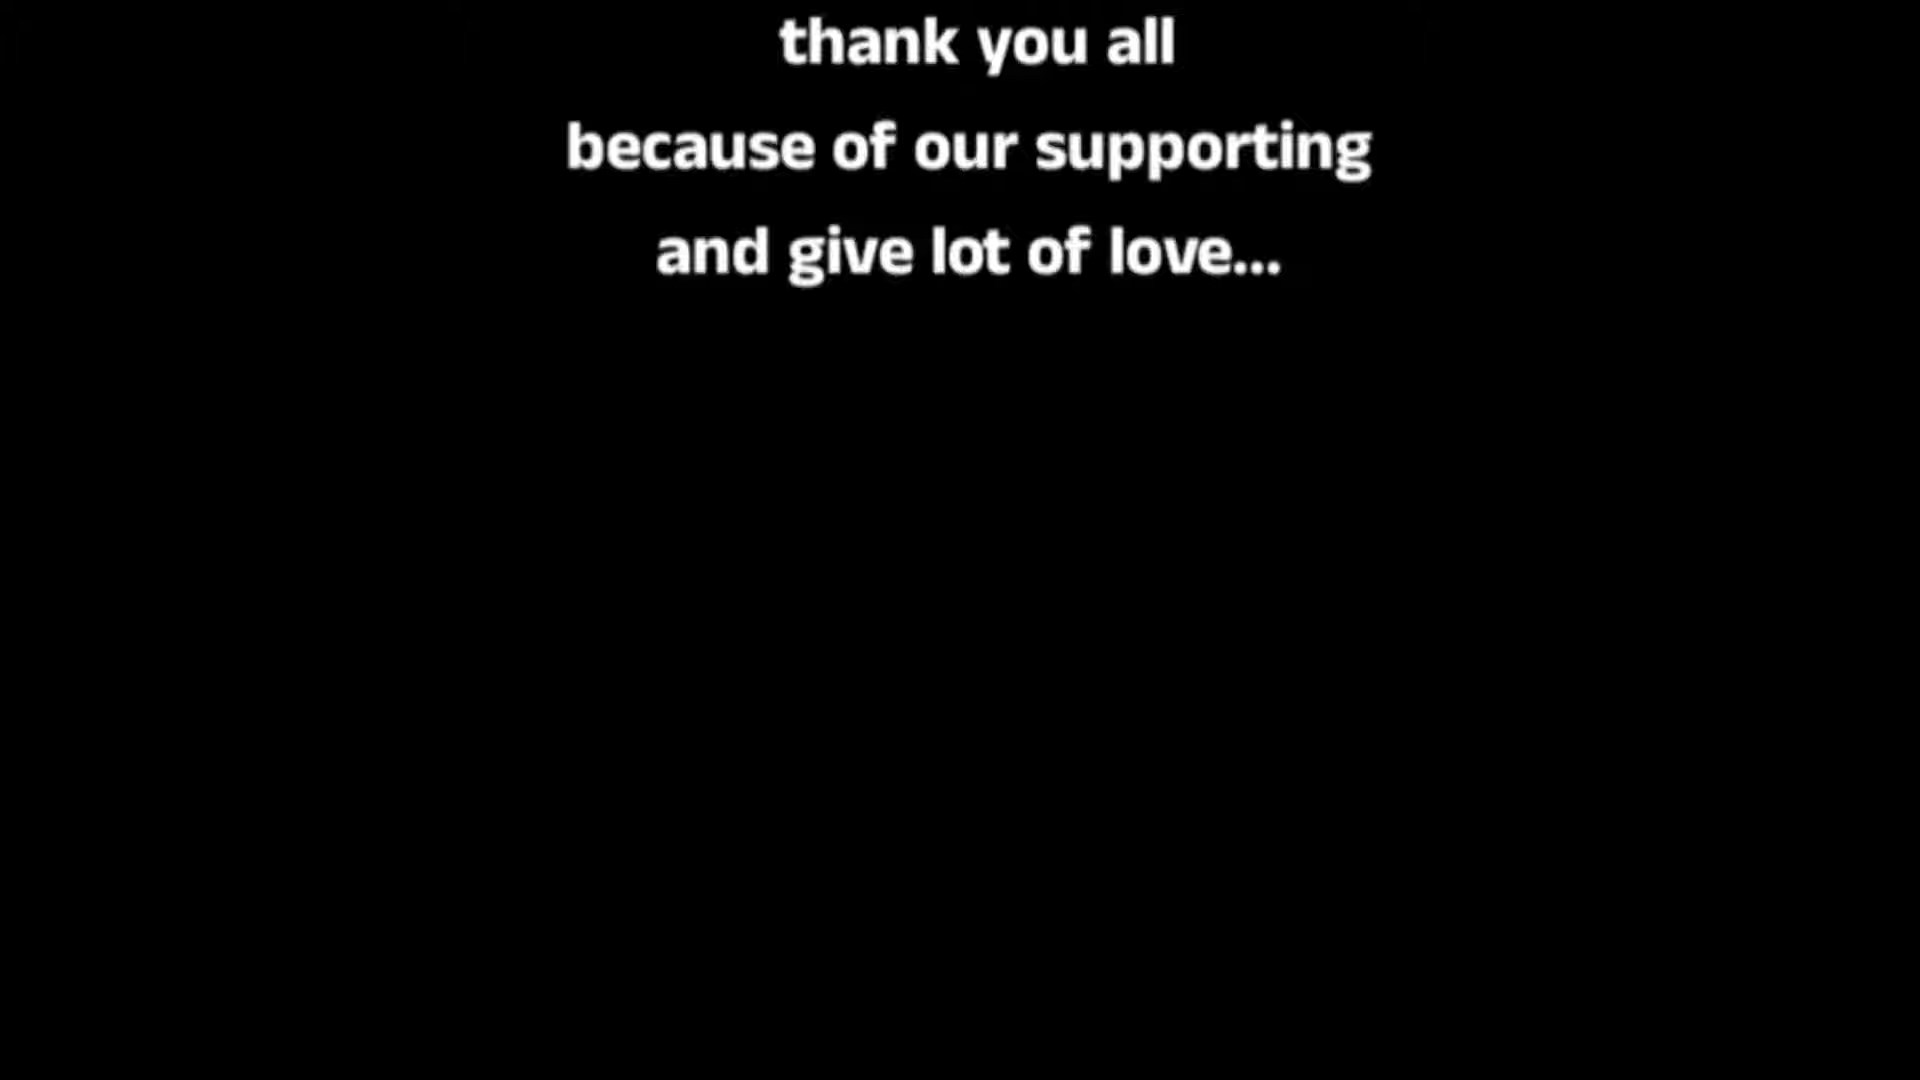 thank you all
because of our supporting
and give lot of love...